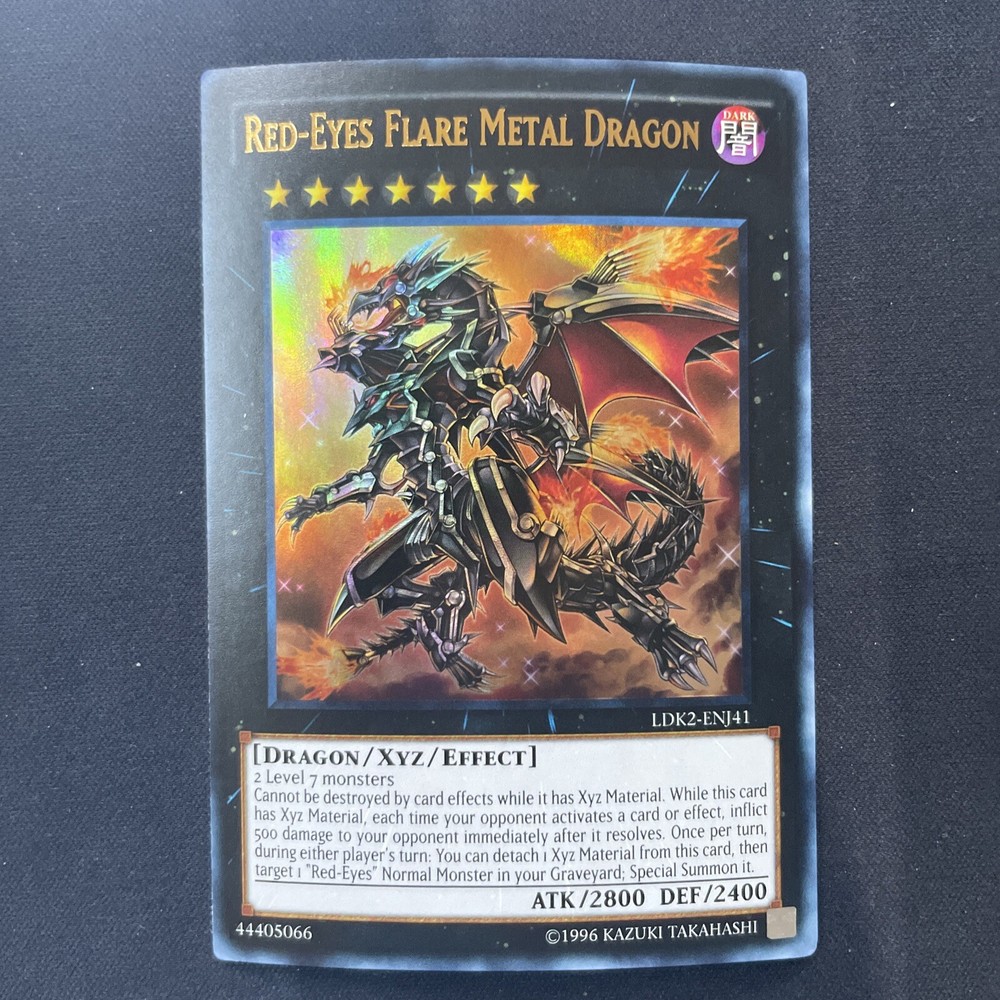 RED-EYES FLARE METAL DRAGON
DARK
闇
LDK2-ENJ41
[DRAGON/XYZ/EFFECT]
2 Level 7 monsters
Cannot be destroyed by card effects while it has Xyz Material. While this card
has Xyz Material, each time your opponent activates a card or effect, inflict
500 damage to your opponent immediately after it resolves. Once per turn,
during either player's turn: You can detach 1 Xyz Material from this card, then
target 1 "Red-Eyes" Normal Monster in your Graveyard; Special Summon it.
ATK/2800 DEF/2400
44405066
©1996 KAZUKI TAKAHASHI